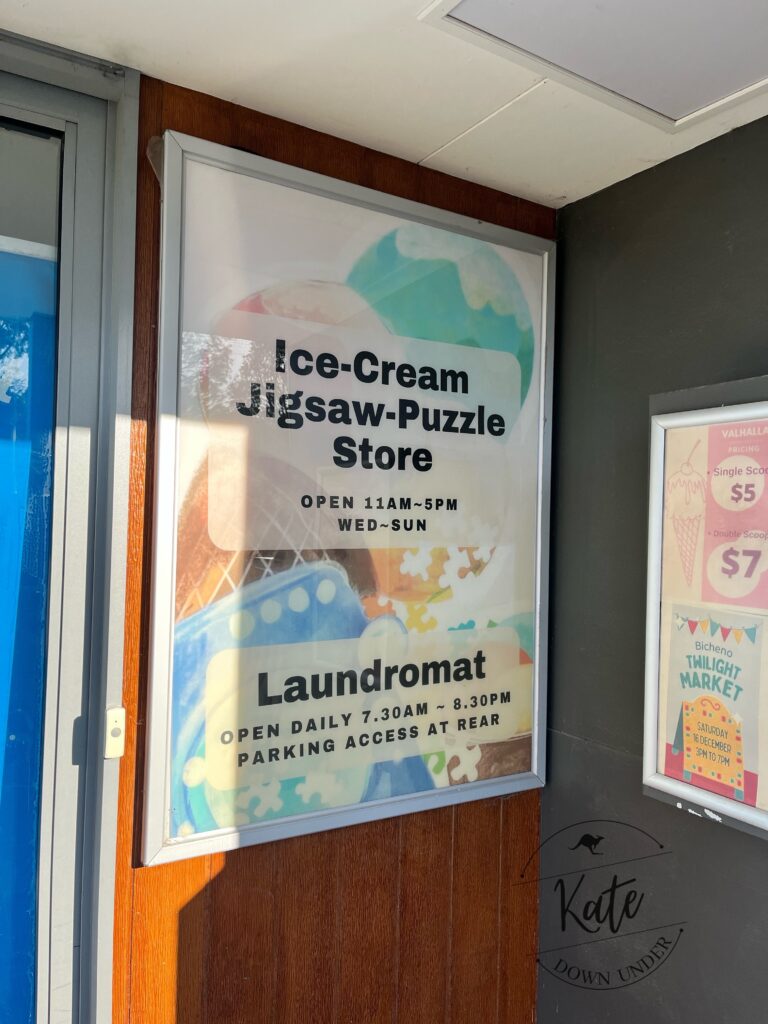 Ice-Cream
Jigsaw-Puzzle
Store
OPEN 11AM~5PM
WED~SUN
Laundromat
OPEN DAILY 7.30AM ~ 8.30PM
PARKING ACCESS AT REAR
VALHALLA
PRICING
• Single Scoo
$5
• Double Scoop
$7
Bicheno
TWILIGHT
MARKET
SATURDAY
16 DECEMBER
3PM TO 7PM
Kate
DOWN UNDER